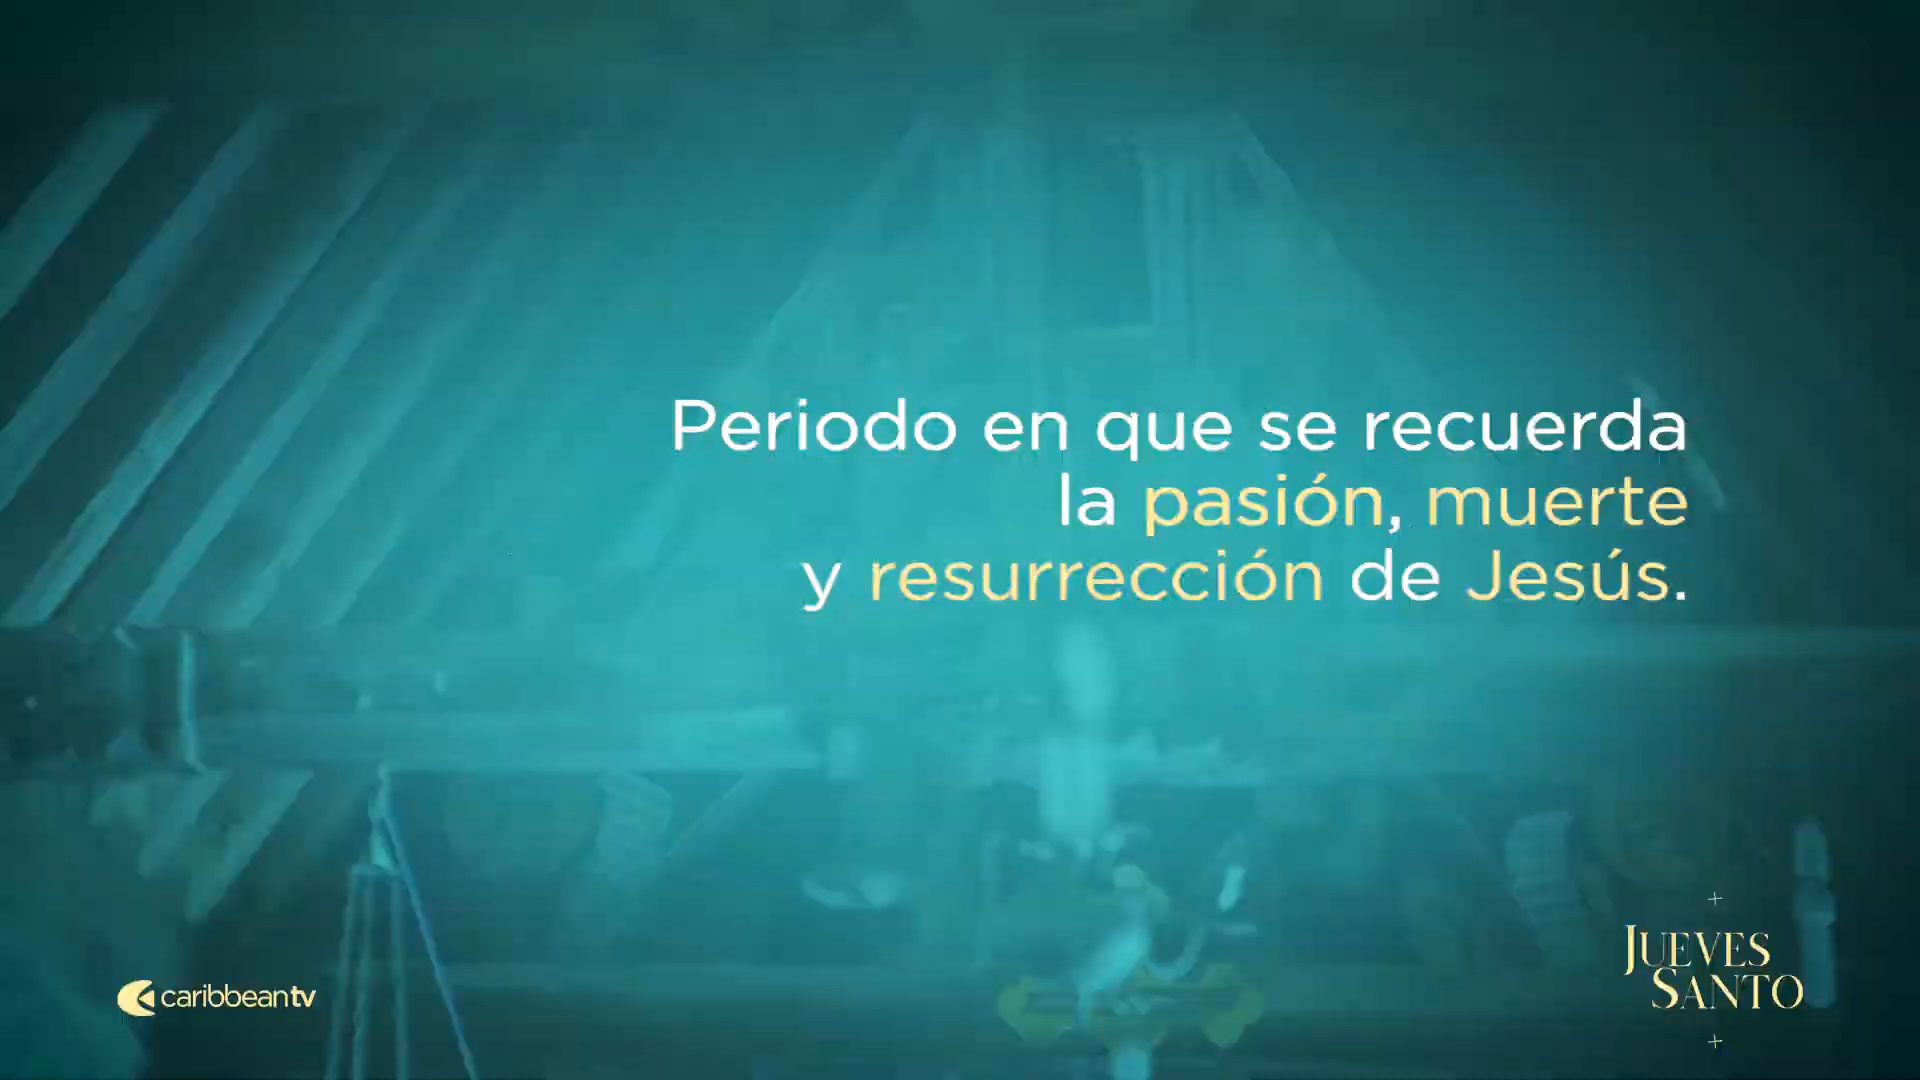 Periodo en que se recuerda
la pasión, muerte
y resurrección de Jesús.
JUEVES
SANTO
caribbeantv